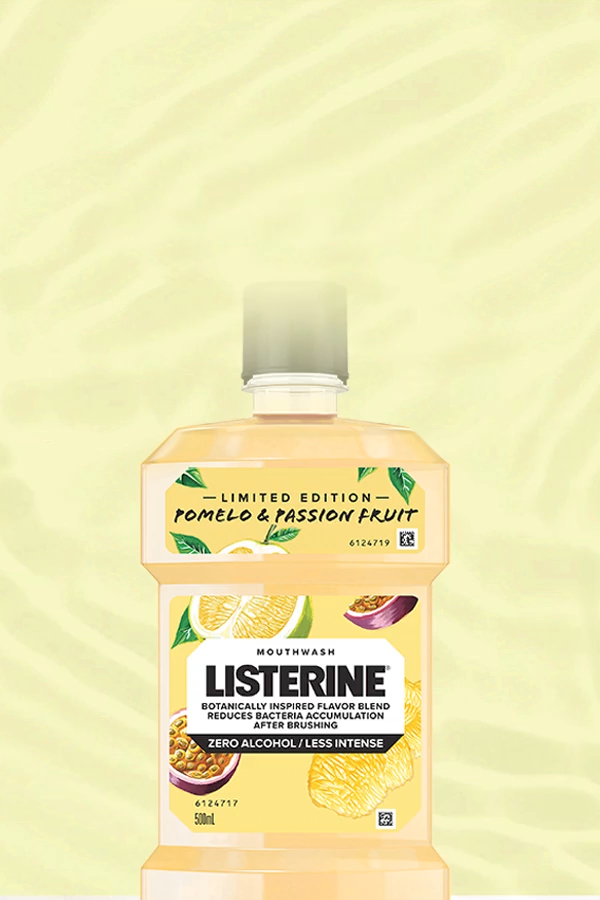 —LIMITED EDITION—
POMELO & PASSION FRUIT
6124719
MOUTHWASH
LISTERINE®
BOTANICALLY INSPIRED FLAVOR BLEND
REDUCES BACTERIA ACCUMULATION
AFTER BRUSHING
ZERO ALCOHOL / LESS INTENSE
6124717
500mL